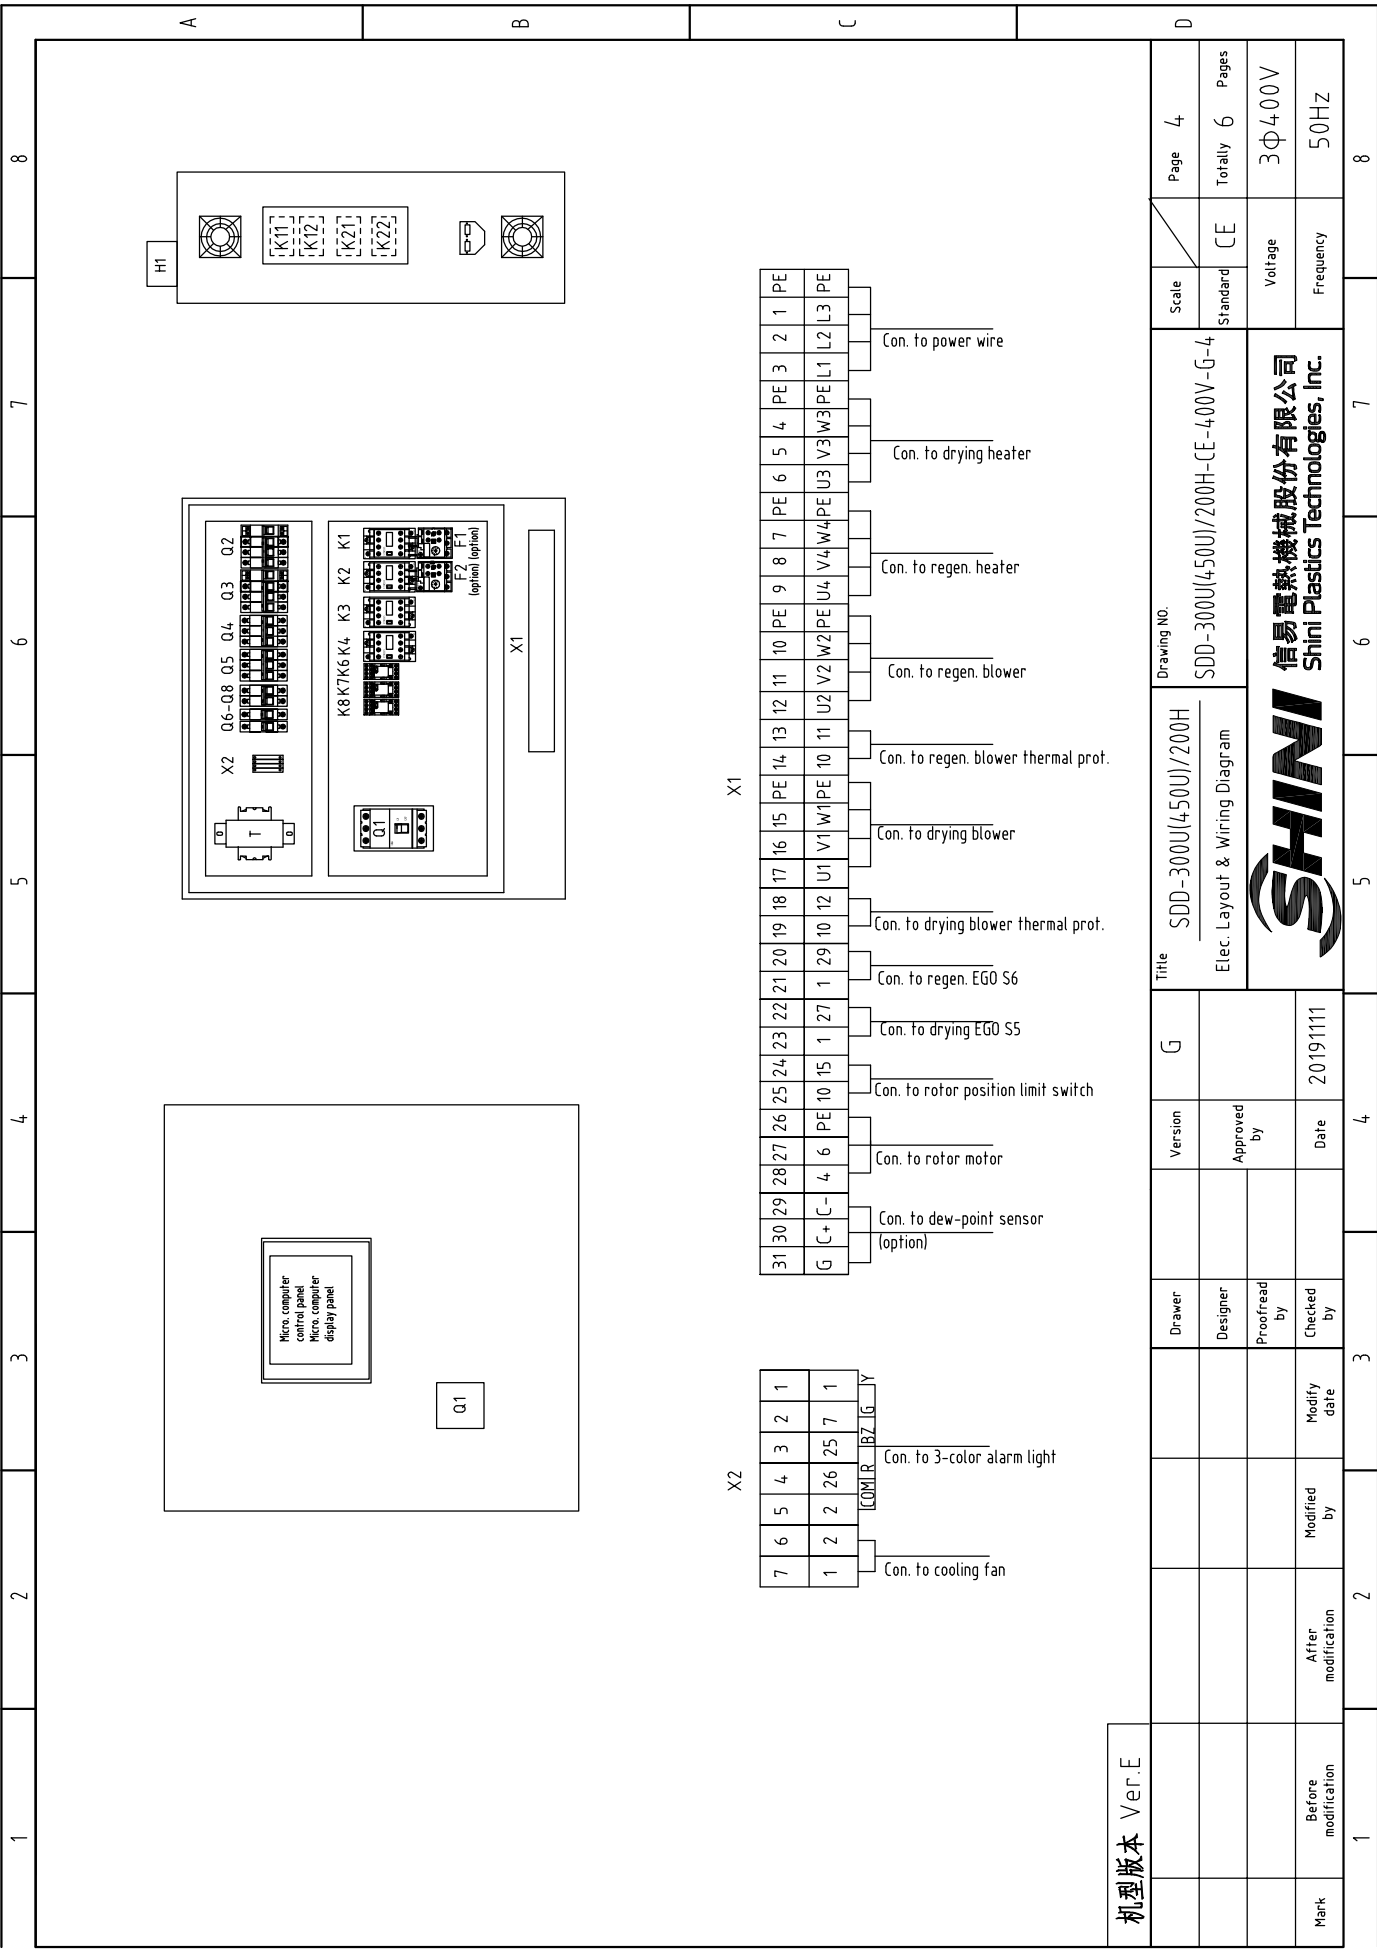 1
2
3
4
5
6
7
8
A
B
C
D
Micro. computer
control panel
Micro. computer
display panel
Q1
T
X2
Q6-Q8
Q5
Q4
Q3
Q2
Q1
K8
K7
K6
K4
K3
K2
K1
F2
(option)
F1
(option)
X1
H1
K11
K12
K21
K22
X2
7 6 5 4 3 2 1
1 2 2 26 25 7 1
COM R BZ G Y
Con. to cooling fan
Con. to 3-color alarm light
X1
31 30 29 28 27 26 25 24 23 22 21 20 19 18 17 16 15 PE 14 13 12 11 10 PE 9 8 7 PE 6 5 4 PE 3 2 1 PE
G C+ C- 4 6 PE 10 15 1 27 1 29 10 12 U1 V1 W1 PE 10 11 U2 V2 W2 PE U4 V4 W4 PE U3 V3 W3 PE L1 L2 L3 PE
Con. to dew-point sensor
(option)
Con. to rotor motor
Con. to rotor position limit switch
Con. to drying EGO S5
Con. to regen. EGO S6
Con. to drying blower thermal prot.
Con. to drying blower
Con. to regen. blower thermal prot.
Con. to regen. blower
Con. to regen. heater
Con. to drying heater
Con. to power wire
机型版本 Ver.E
Mark
Before
modification
After
modification
Modified
by
Modify
date
Drawer
Designer
Proofread
by
Checked
by
Version
G
Approved
by
Date
20191111
Title
SDD-300U(450U)/200H
Elec. Layout & Wiring Diagram
Drawing NO.
SDD-300U(450U)/200H-CE-400V-G-4
Scale
Page 4
Standard
CE
Totally 6 Pages
Voltage
3Φ400V
Frequency
50HZ
SHINI
信易電熱機械股份有限公司
Shini Plastics Technologies, Inc.
1
2
3
4
5
6
7
8